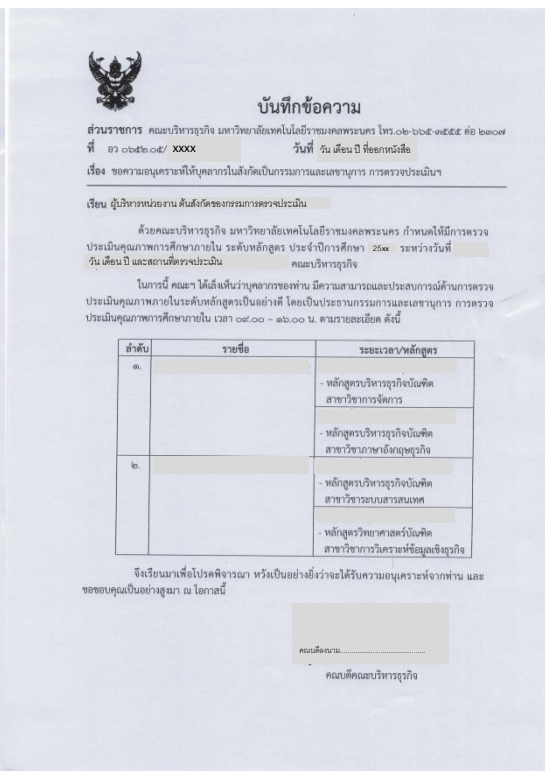 บันทึกข้อความ
ส่วนราชการ คณะบริหารธุรกิจ มหาวิทยาลัยเทคโนโลยีราชมงคลพระนคร โทร.๐๒-๖๖๕-๓๕๕๕ ต่อ ๒๓๐๗
ที่ อว ๐๖๕๒.๐๕/ XXXX วันที่ วัน เดือน ปี ที่ออกหนังสือ
เรื่อง ขอความอนุเคราะห์ให้บุคลากรในสังกัดเป็นกรรมการและเลขานุการ การตรวจประเมินฯ
เรียน ผู้บริหารหน่วยงาน ต้นสังกัดของกรรมการตรวจประเมิน
ด้วยคณะบริหารธุรกิจ มหาวิทยาลัยเทคโนโลยีราชมงคลพระนคร กำหนดให้มีการตรวจ
ประเมินคุณภาพการศึกษาภายใน ระดับหลักสูตร ประจำปีการศึกษา 25xx ระหว่างวันที่
วัน เดือน ปี และสถานที่ตรวจประเมิน คณะบริหารธุรกิจ
ในการนี้ คณะฯ ได้เล็งเห็นว่าบุคลากรของท่าน มีความสามารถและประสบการณ์ด้านการตรวจ
ประเมินคุณภาพภายในระดับหลักสูตรเป็นอย่างดี โดยเป็นประธานกรรมการและเลขานุการ การตรวจ
ประเมินคุณภาพการศึกษาภายใน เวลา ๐๙.๐๐ – ๑๖.๐๐ น. ตามรายละเอียด ดังนี้
ลำดับ รายชื่อ ระยะเวลา/หลักสูตร
๑.
- หลักสูตรบริหารธุรกิจบัณฑิต
สาขาวิชาการจัดการ
- หลักสูตรบริหารธุรกิจบัณฑิต
สาขาวิชาภาษาอังกฤษธุรกิจ
๒.
- หลักสูตรบริหารธุรกิจบัณฑิต
สาขาวิชาระบบสารสนเทศ
- หลักสูตรวิทยาศาสตร์บัณฑิต
สาขาวิชาการวิเคราะห์ข้อมูลเชิงธุรกิจ
จึงเรียนมาเพื่อโปรดพิจารณา หวังเป็นอย่างยิ่งว่าจะได้รับความอนุเคราะห์จากท่าน และ
ขอขอบคุณเป็นอย่างสูงมา ณ โอกาสนี้
คณบดีลงนาม..........................................
คณบดีคณะบริหารธุรกิจ